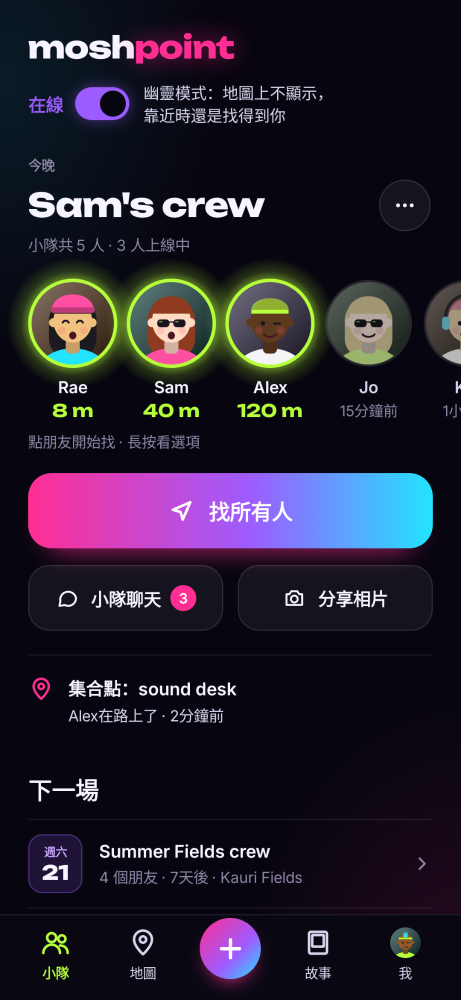 moshpoint
在線
幽靈模式：地圖上不顯示，
靠近時還是找得到你
今晚
Sam's crew
小隊共 5 人 · 3 人上線中
Rae
Sam
Alex
Jo
8 m
40 m
120 m
15分鐘前
點朋友開始找 · 長按看選項
找所有人
小隊聊天 3
分享相片
集合點：sound desk
Alex在路上了 · 2分鐘前
下一場
週六
21
Summer Fields crew
4 個朋友 · 7天後 · Kauri Fields
小隊
地圖
故事
我